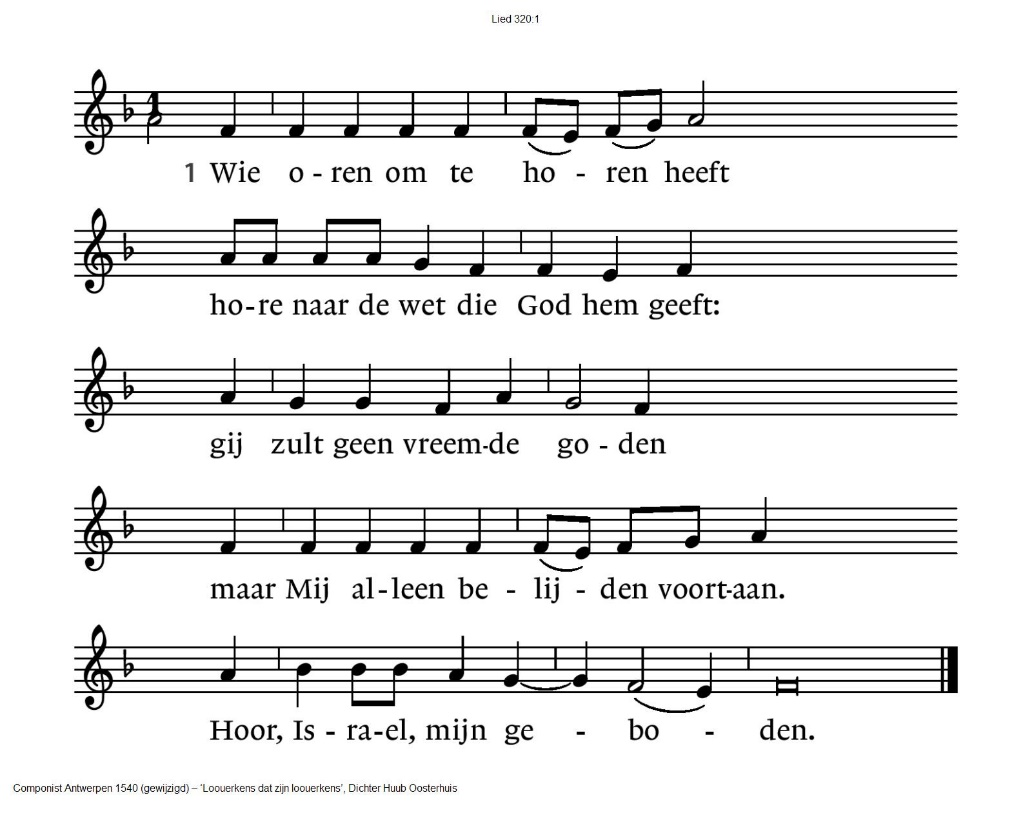 Lied 320:1
1 Wie o - ren om te ho - ren heeft
ho-re naar de wet die God hem geeft:
gij zult geen vreem-de go - den
maar Mij al-leen be - lij - den voort-aan.
Hoor, Is - ra-el, mijn ge - bo - den.
Componist Antwerpen 1540 (gewijzigd) – ‘Loouerkens dat zijn loouerkens’, Dichter Huub Oosterhuis